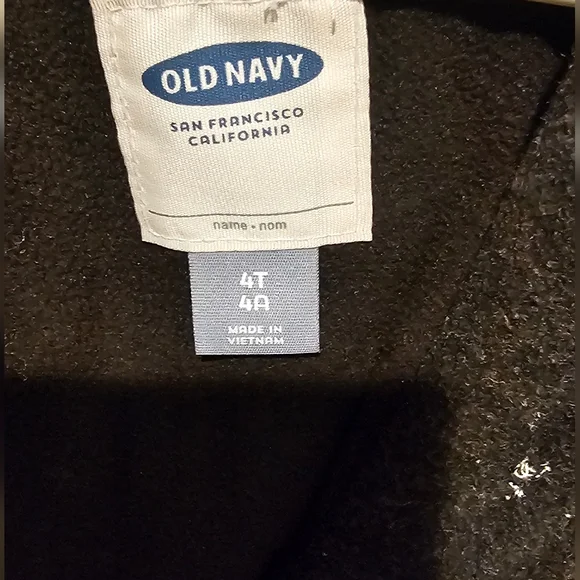 OLD NAVY
SAN FRANCISCO
CALIFORNIA
name • nom
4T
4A
MADE IN
VIETNAM